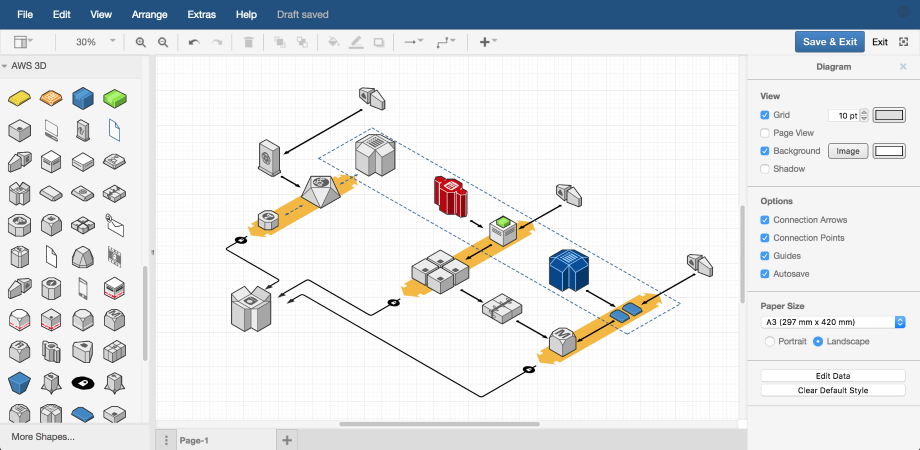 File Edit View Arrange Extras Help Draft saved
30% Save & Exit Exit
AWS 3D
Diagram
View
Grid 10 pt
Page View
Background Image
Shadow
Options
Connection Arrows
Connection Points
Guides
Autosave
Paper Size
A3 (297 mm x 420 mm)
Portrait Landscape
Edit Data
Clear Default Style
More Shapes...
Page-1